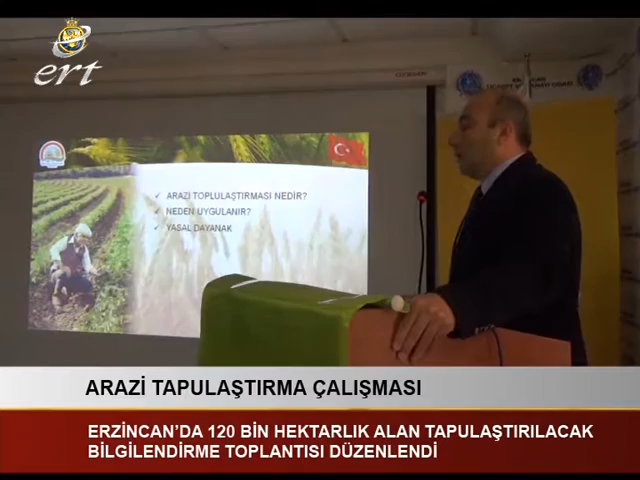 ert
ARAZİ TOPLULAŞTIRMASI NEDİR?
NEDEN UYGULANIR?
YASAL DAYANAK
ARAZİ TAPULAŞTIRMA ÇALIŞMASI
ERZİNCAN'DA 120 BİN HEKTARLIK ALAN TAPULAŞTIRILACAK
BİLGİLENDİRME TOPLANTISI DÜZENLENDİ